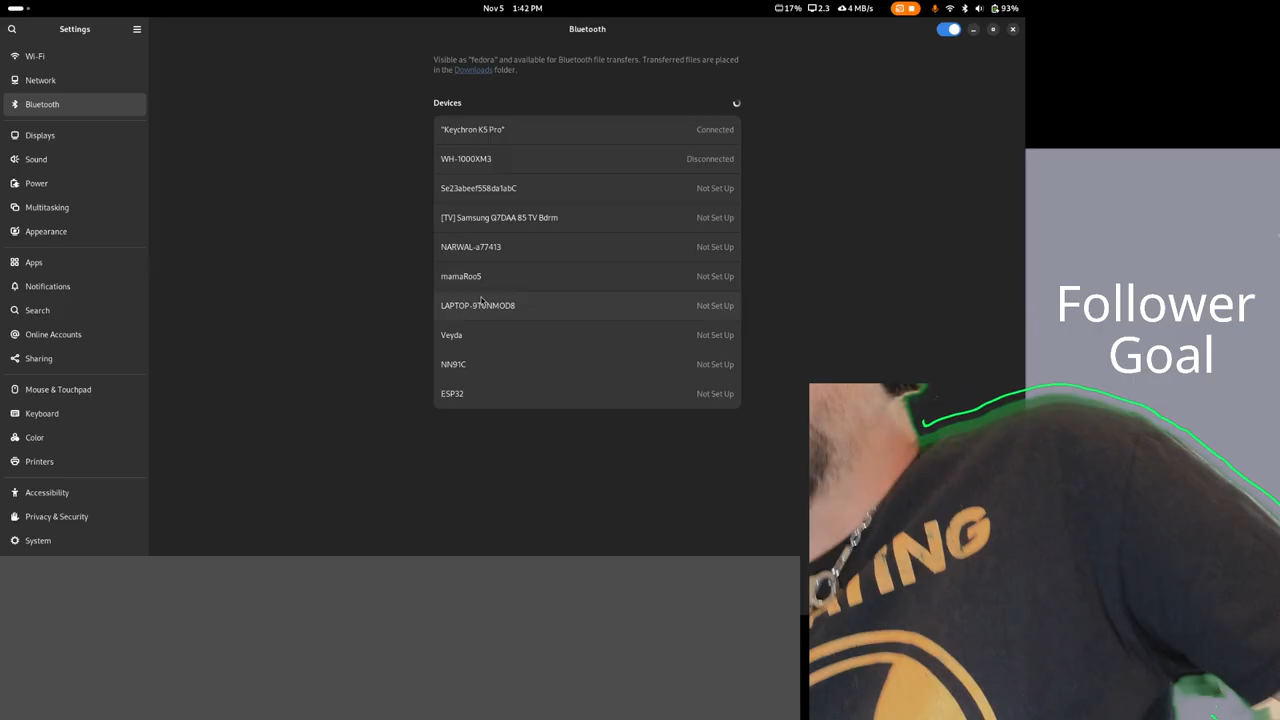 Nov 5 1:42 PM
17% 2.3 4 MB/s 93%
Settings
Bluetooth
Wi-Fi
Network
Bluetooth
Displays
Sound
Power
Multitasking
Appearance
Apps
Notifications
Search
Online Accounts
Sharing
Mouse & Touchpad
Keyboard
Color
Printers
Accessibility
Privacy & Security
System
Visible as "fedora" and available for Bluetooth file transfers. Transferred files are placed
in the Downloads folder.
Devices
"Keychron K5 Pro" Connected
WH-1000XM3 Disconnected
Se23abeef558da1abC Not Set Up
[TV] Samsung Q7DAA 85 TV Bdrm Not Set Up
NARWAL-a77413 Not Set Up
mamaRoo5 Not Set Up
Not Set Up
Veyda Not Set Up
NN91C Not Set Up
ESP32 Not Set Up
Follower
Goal
ATING